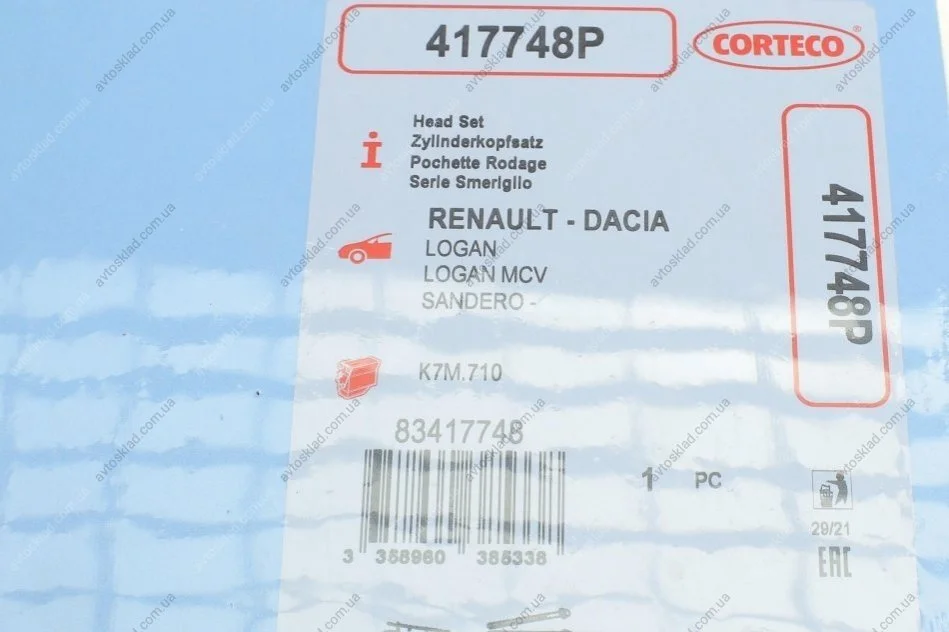 417748P
CORTECO
Head Set
Zylinderkopfsatz
Pochette Rodage
Serie Smeriglio
RENAULT - DACIA
LOGAN
LOGAN MCV
SANDERO -
K7M.710
83417748
1 PC
3 358960 385338
29/21
EAC
417748P
avtosklad.com.ua